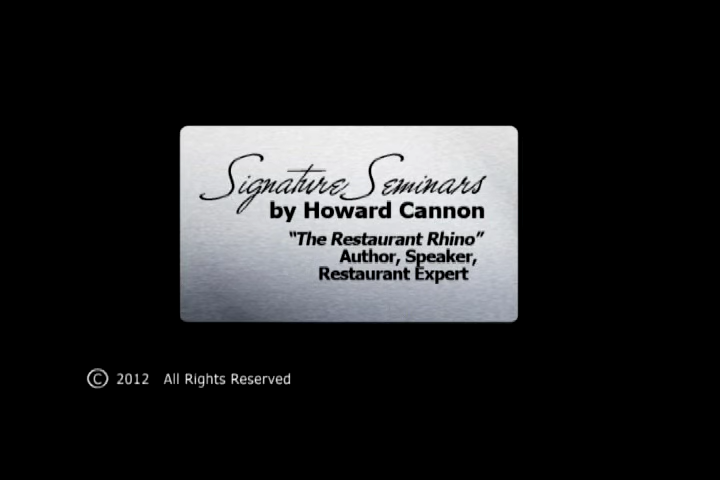 Signature Seminars
by Howard Cannon
“The Restaurant Rhino”
Author, Speaker,
Restaurant Expert
© 2012 All Rights Reserved